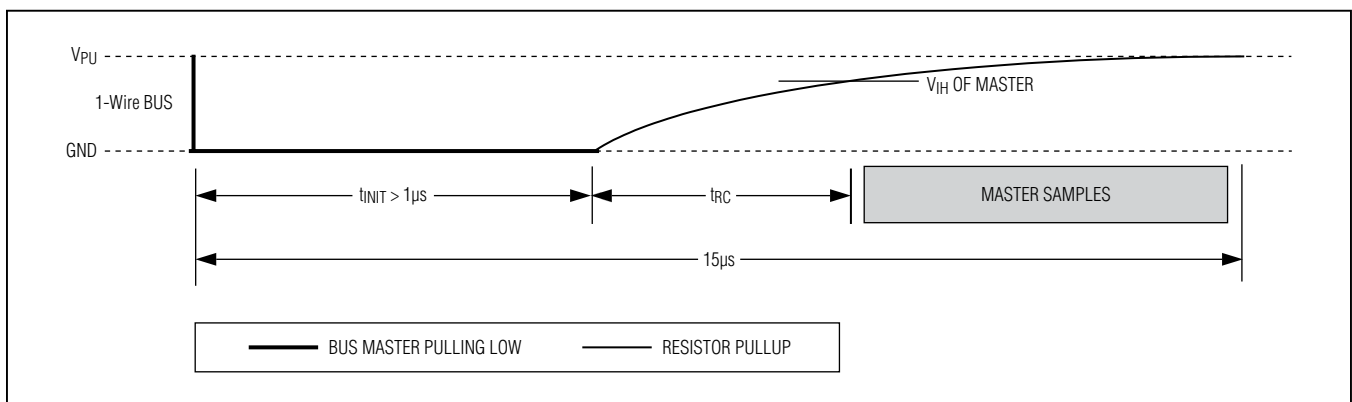 VPU
1-Wire BUS
VIH OF MASTER
GND
tINIT > 1µs
tRC
MASTER SAMPLES
15µs
BUS MASTER PULLING LOW
RESISTOR PULLUP